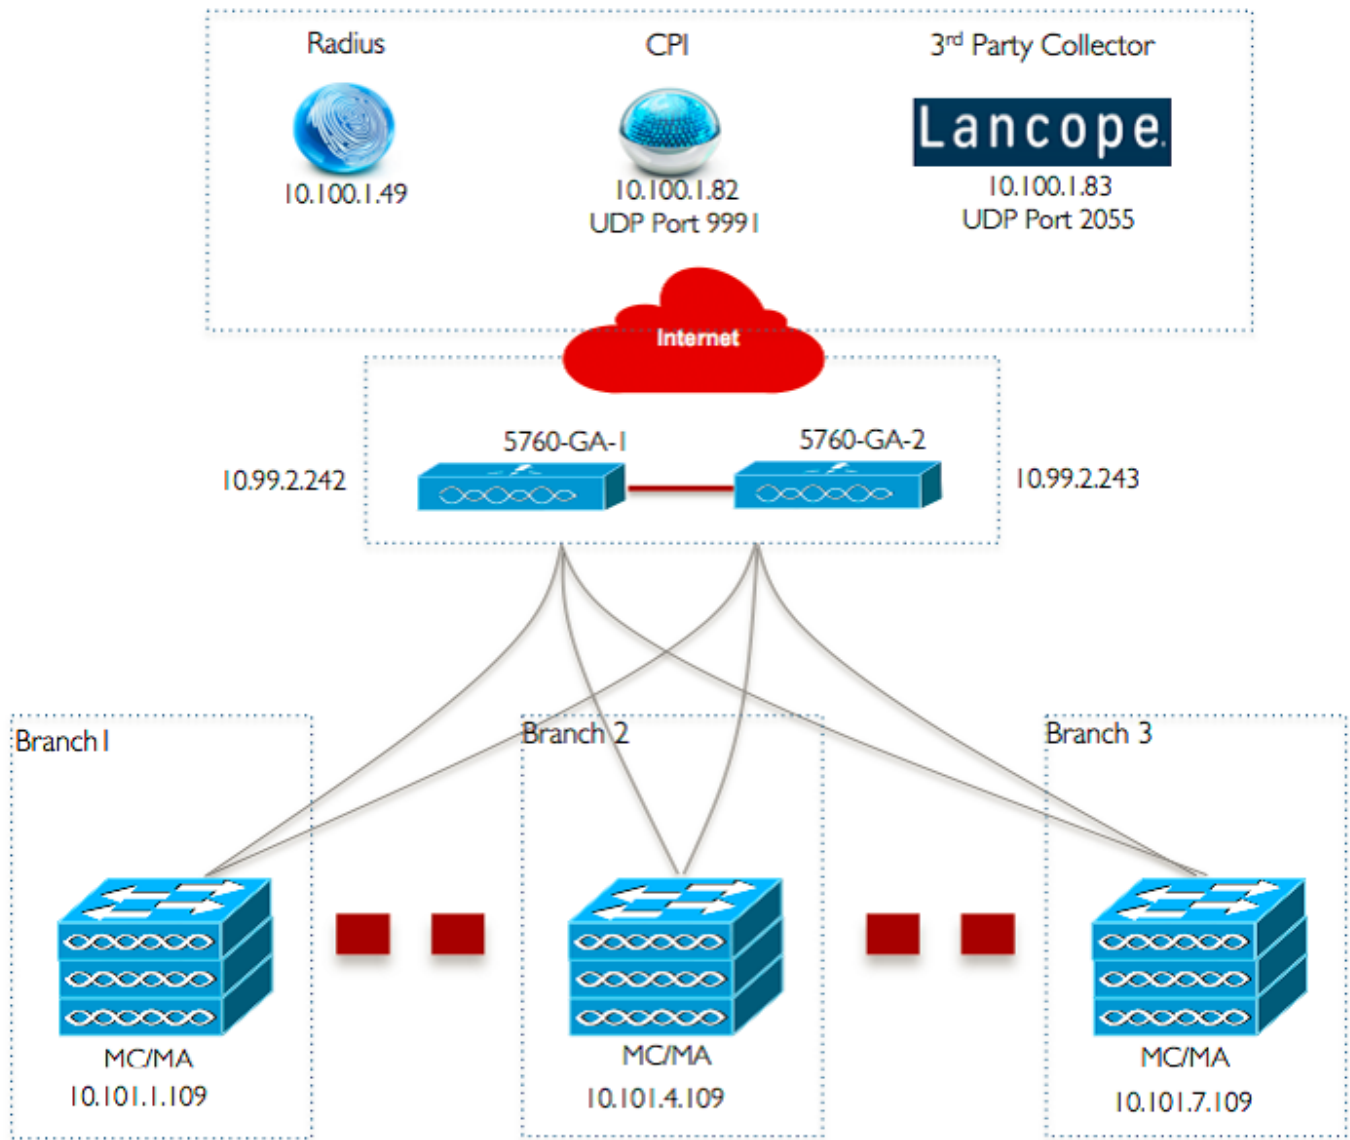 Radius
CPI
3rd Party Collector
Lancope.
10.100.1.49
10.100.1.82
UDP Port 9991
10.100.1.83
UDP Port 2055
Internet
5760-GA-1
5760-GA-2
10.99.2.242
10.99.2.243
Branch1
Branch 2
Branch 3
MC/MA
10.101.1.109
MC/MA
10.101.4.109
MC/MA
10.101.7.109